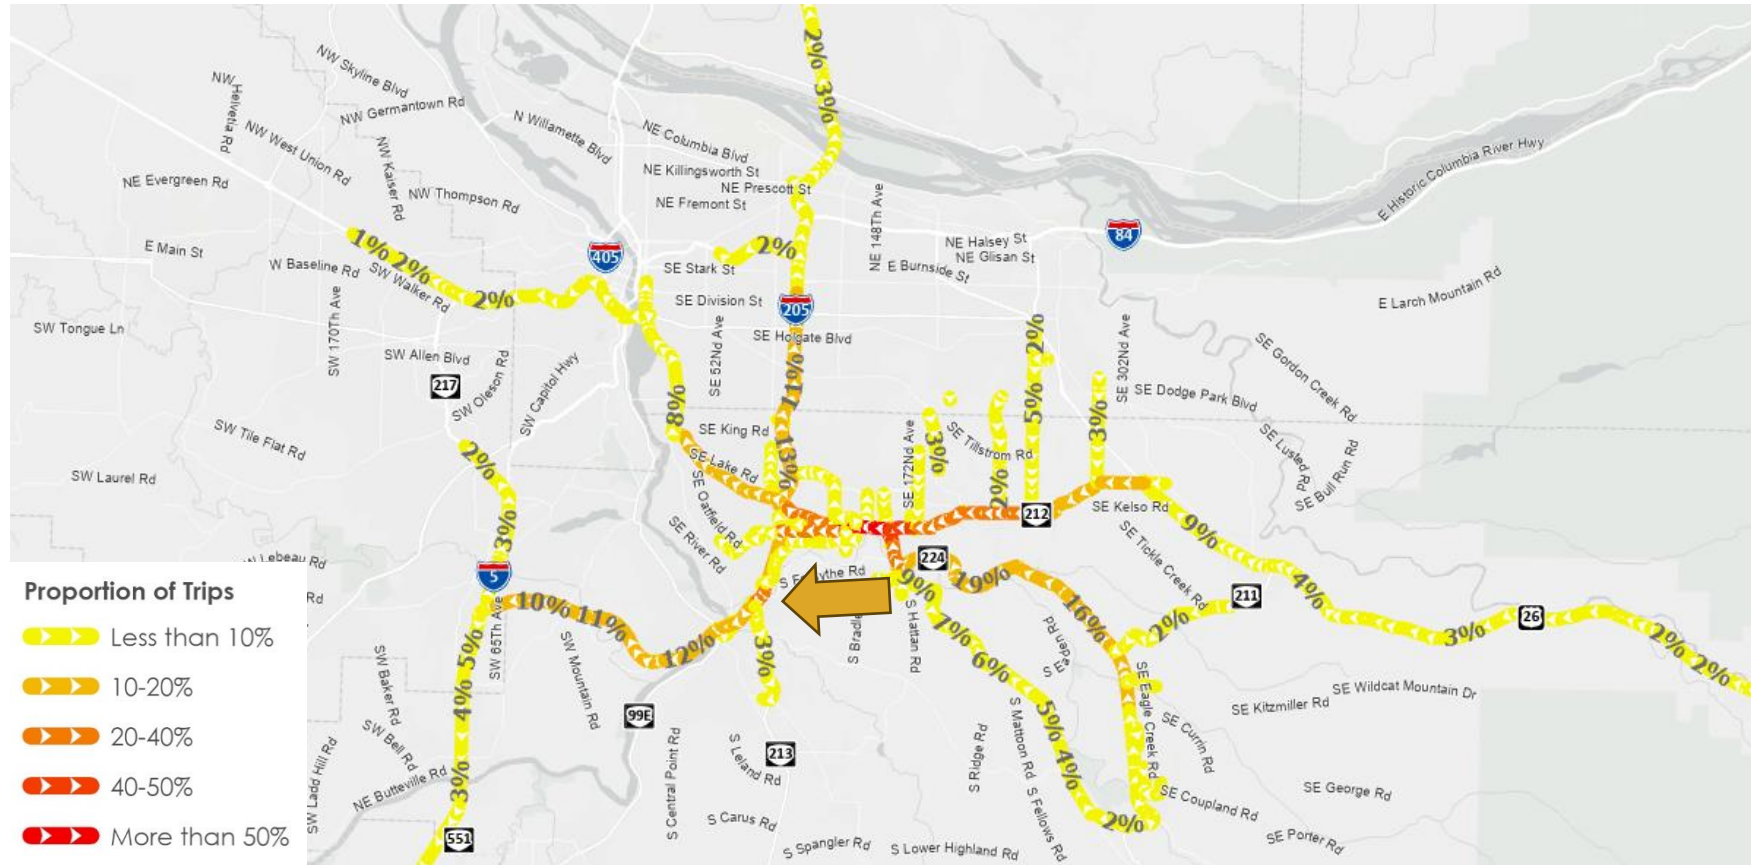 2%
3%
NW Skyline Blvd
NW Helvetia Rd
NW Germantown Rd
N Willamette Blvd
NE Columbia Blvd
NW West Union Rd
NW Kaiser Rd
NE Killingsworth St
NE Evergreen Rd
NE Prescott St
NW Thompson Rd
NE Fremont St
NE 148Th Ave
E Historic Columbia River Hwy
84
1%
2%
2%
E Main St
405
NE Halsey St
NE Glisan St
W Baseline Rd
SE Stark St
E Burnside St
SW Walker Rd
2%
SE Division St
E Larch Mountain Rd
205
SW Tongue Ln
SW 170Th Ave
SE Holgate Blvd
2%
SE 302Nd Ave
SW Allen Blvd
SE 52Nd Ave
SE Gordon Creek Rd
217
SW Oleson Rd
SW Capitol Hwy
11%
SE Dodge Park Blvd
8%
5%
3%
SW Tile Flat Rd
SE King Rd
SE 172Nd Ave
3%
SE Tillstrom Rd
SE Lusted Rd
SE Bull Run Rd
2%
SE Lake Rd
13%
SW Laurel Rd
2%
SE Oatfield Rd
212
SE Kelso Rd
3%
SE River Rd
9%
SE Tickle Creek Rd
224
Lebeau Rd
5
9%
19%
4%
Proportion of Trips
Rd
SW 65Th Ave
10%
11%
S Hattan Rd
16%
211
26
Less than 10%
5%
12%
3%
7%
2%
3%
2%
2%
10-20%
SW Baker Rd
SW Mountain Rd
6%
SE Eagle Creek Rd
SE Wildcat Mountain Dr
4%
99E
SE Kitzmiller Rd
20-40%
SW Bell Rd
S Central Point Rd
S Leland Rd
213
S Ridge Rd
S Mattoon Rd
5%
SE Currin Rd
40-50%
SW Ladd Hill Rd
NE Butteville Rd
3%
4%
SE Coupland Rd
SE George Rd
S Carus Rd
S Fellows Rd
2%
More than 50%
551
S Spangler Rd
S Lower Highland Rd
SE Porter Rd